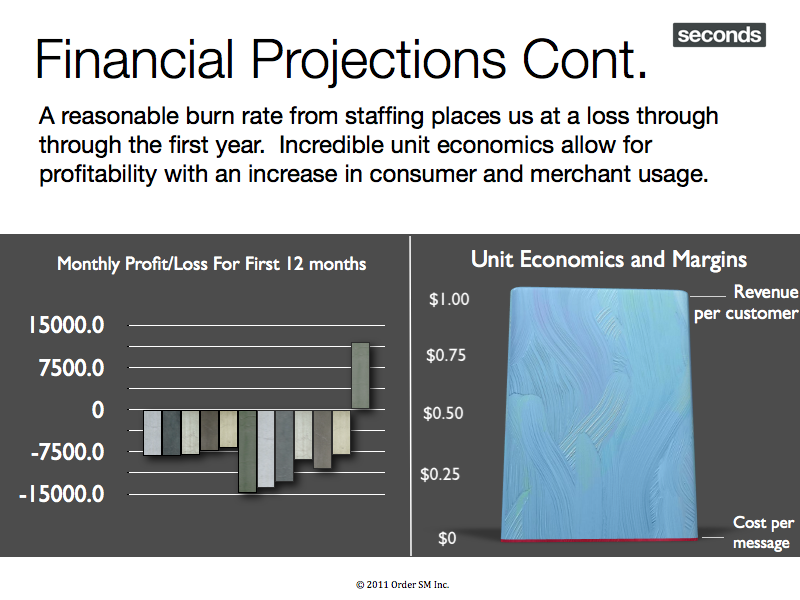 seconds
Financial Projections Cont.
A reasonable burn rate from staffing places us at a loss through
through the first year.  Incredible unit economics allow for
profitability with an increase in consumer and merchant usage.
Monthly Profit/Loss For First 12 months
15000.0
7500.0
0
-7500.0
-15000.0
Unit Economics and Margins
$1.00
$0.75
$0.50
$0.25
$0
Revenue
per customer
Cost per
message
© 2011 Order SM Inc.